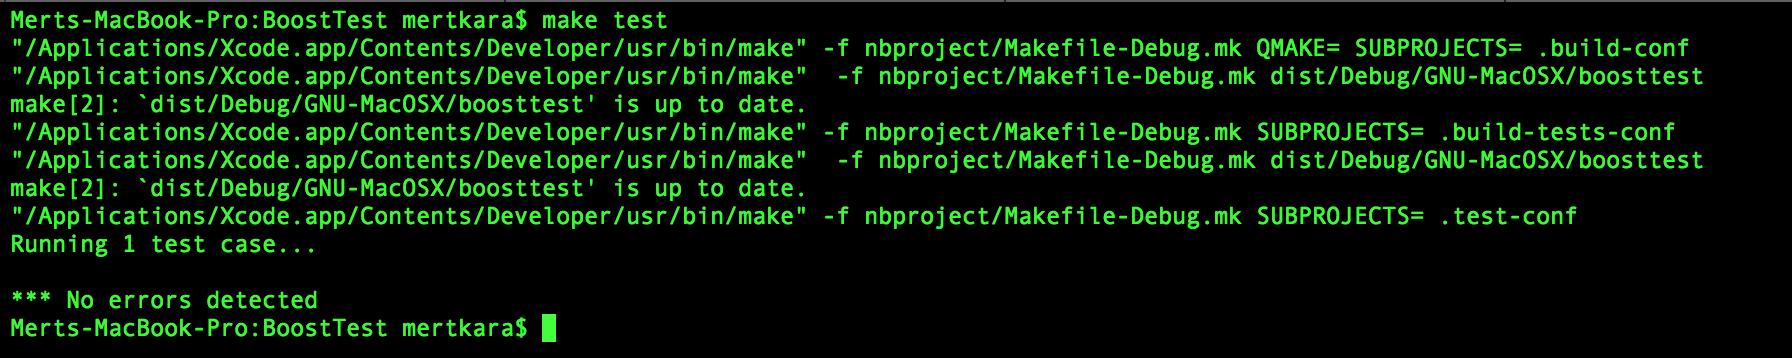 Merts-MacBook-Pro:BoostTest mertkara$ make test
"/Applications/Xcode.app/Contents/Developer/usr/bin/make" -f nbproject/Makefile-Debug.mk QMAKE= SUBPROJECTS= .build-conf
"/Applications/Xcode.app/Contents/Developer/usr/bin/make"  -f nbproject/Makefile-Debug.mk dist/Debug/GNU-MacOSX/boosttest
make[2]: `dist/Debug/GNU-MacOSX/boosttest' is up to date.
"/Applications/Xcode.app/Contents/Developer/usr/bin/make" -f nbproject/Makefile-Debug.mk SUBPROJECTS= .build-tests-conf
"/Applications/Xcode.app/Contents/Developer/usr/bin/make"  -f nbproject/Makefile-Debug.mk dist/Debug/GNU-MacOSX/boosttest
make[2]: `dist/Debug/GNU-MacOSX/boosttest' is up to date.
"/Applications/Xcode.app/Contents/Developer/usr/bin/make" -f nbproject/Makefile-Debug.mk SUBPROJECTS= .test-conf
Running 1 test case...
*** No errors detected
Merts-MacBook-Pro:BoostTest mertkara$